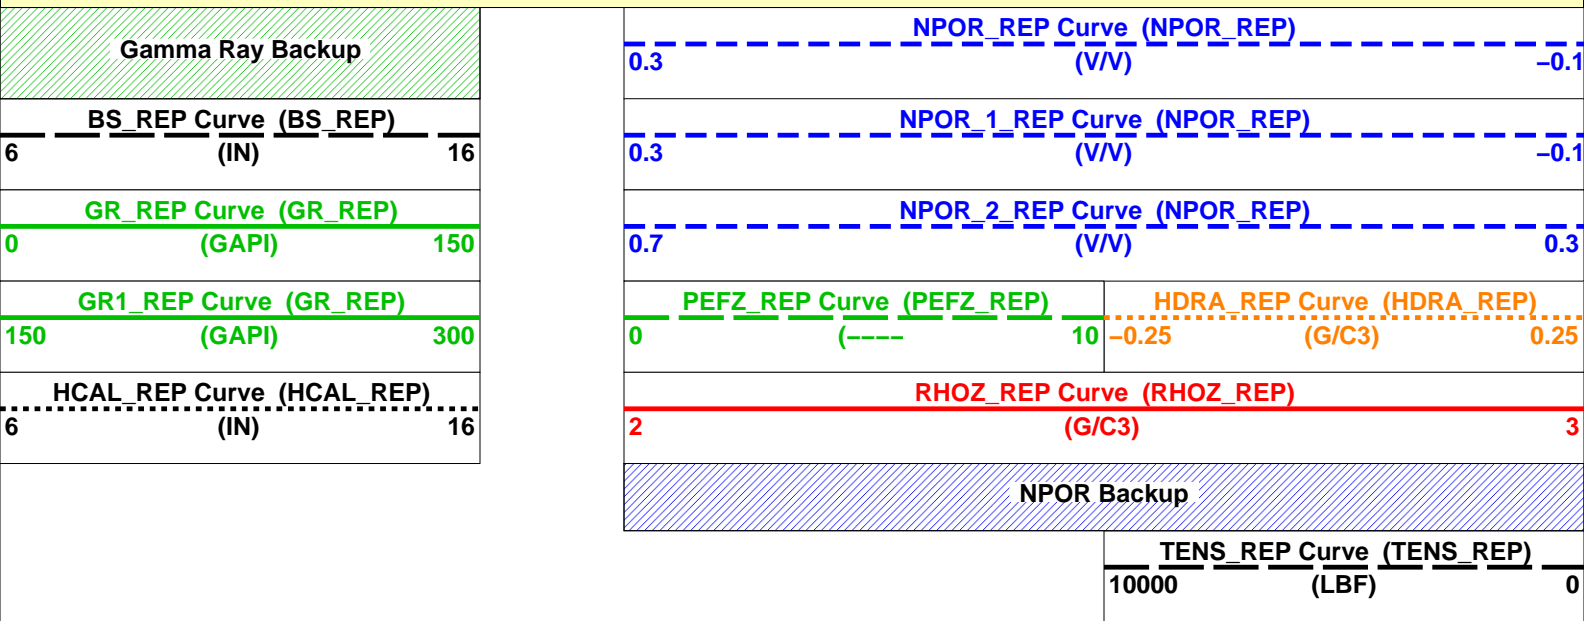 Gamma Ray Backup
BS_REP Curve (BS_REP)
6 (IN) 16
GR_REP Curve (GR_REP)
0 (GAPI) 150
GR1_REP Curve (GR_REP)
150 (GAPI) 300
HCAL_REP Curve (HCAL_REP)
6 (IN) 16
NPOR_REP Curve (NPOR_REP)
0.3 (V/V) −0.1
NPOR_1_REP Curve (NPOR_REP)
0.3 (V/V) −0.1
NPOR_2_REP Curve (NPOR_REP)
0.7 (V/V) 0.3
PEFZ_REP Curve (PEFZ_REP)
0 (−−−− 10
HDRA_REP Curve (HDRA_REP)
−0.25 (G/C3) 0.25
RHOZ_REP Curve (RHOZ_REP)
2 (G/C3) 3
NPOR Backup
TENS_REP Curve (TENS_REP)
10000 (LBF) 0